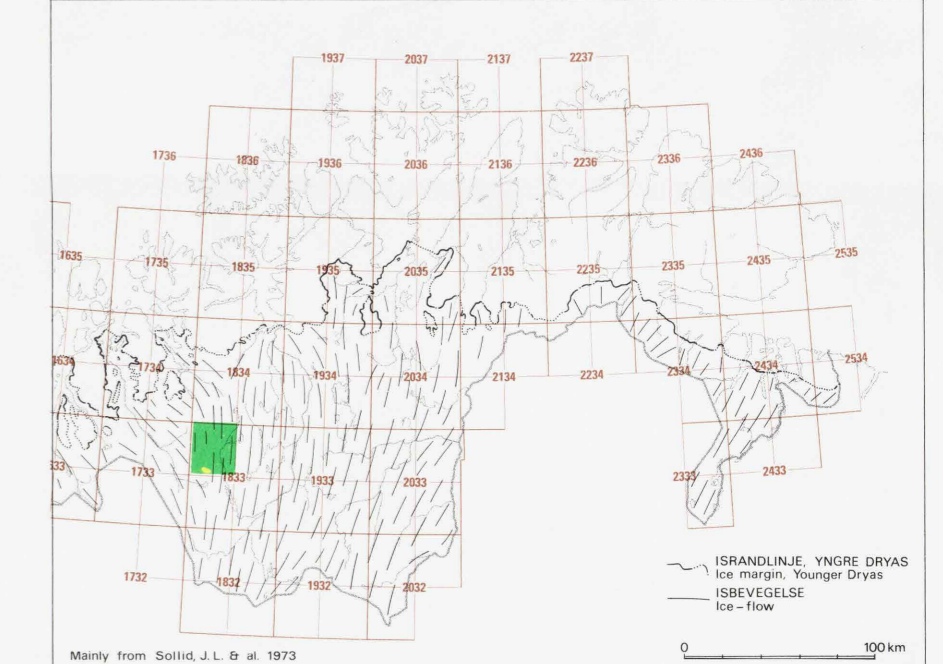 1937 2037 2137 2237
1736 1836 1936 2036 2136 2236 2336 2436
1635 1735 1835 1935 2035 2135 2235 2335 2435 2535
1634 1734 1834 1934 2034 2134 2234 2334 2434 2534
533 1733 1833 1933 2033 2333 2433
1732 1832 1932 2032
ISRANDLINJE, YNGRE DRYAS
Ice margin, Younger Dryas
ISBEVEGELSE
Ice-flow
Mainly from Sollid, J. L. & al. 1973
0 100 km